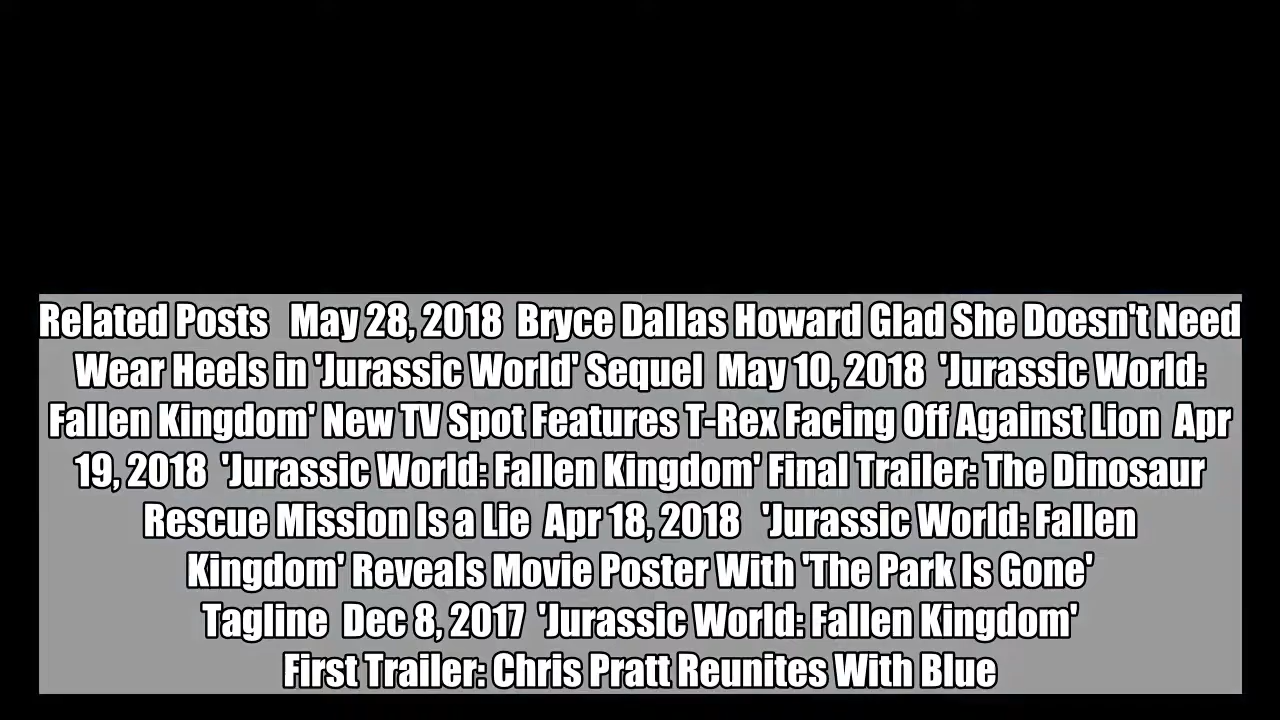 Related Posts   May 28, 2018  Bryce Dallas Howard Glad She Doesn't Need
Wear Heels in 'Jurassic World' Sequel  May 10, 2018  'Jurassic World:
Fallen Kingdom' New TV Spot Features T-Rex Facing Off Against Lion  Apr
19, 2018  'Jurassic World: Fallen Kingdom' Final Trailer: The Dinosaur
Rescue Mission Is a Lie  Apr 18, 2018   'Jurassic World: Fallen
Kingdom' Reveals Movie Poster With 'The Park Is Gone'
Tagline  Dec 8, 2017  'Jurassic World: Fallen Kingdom'
First Trailer: Chris Pratt Reunites With Blue